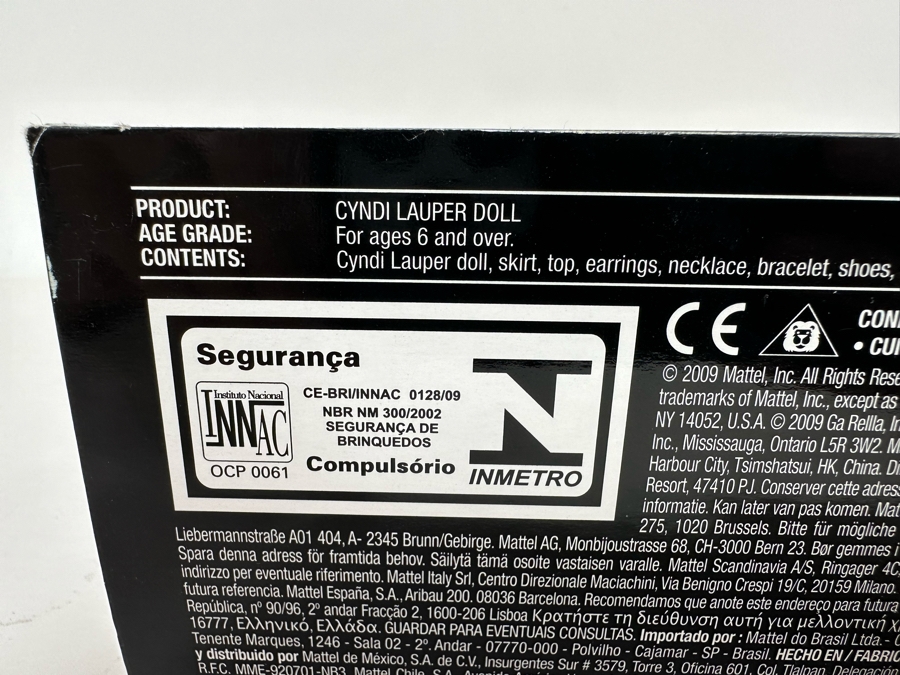 PRODUCT: CYNDI LAUPER DOLL
AGE GRADE: For ages 6 and over.
CONTENTS: Cyndi Lauper doll, skirt, top, earrings, necklace, bracelet, shoes,
Segurança
Instituto Nacional
INNAC
OCP 0061
CE-BRI/INNAC 0128/09
NBR NM 300/2002
SEGURANÇA DE
BRINQUEDOS
Compulsório
INMETRO
CE
CON
• CU
© 2009 Mattel, Inc. All Rights Rese
trademarks of Mattel, Inc., except as
NY 14052, U.S.A. © 2009 Ga Rella, In
Inc., Mississauga, Ontario L5R 3W2. M
Harbour City, Tsimshatsui, HK, China. Di
Resort, 47410 PJ. Conserver cette adres
informatie. Kan later van pas komen. Mat
275, 1020 Brussels. Bitte für mögliche
Liebermannstraße A01 404, A- 2345 Brunn/Gebirge. Mattel AG, Monbijoustrasse 68, CH-3000 Bern 23. Bør gemmes i
Spara denna adress för framtida behov. Säilytä tämä osoite vastaisen varalle. Mattel Scandinavia A/S, Ringager 4C,
indirizzo per eventuale riferimento. Mattel Italy Srl, Centro Direzionale Maciachini, Via Benigno Crespi 19/C, 20159 Milano.
futura referencia. Mattel España, S.A., Aribau 200. 08036 Barcelona. Recomendamos que anote este endereço para futura
República, nº 90/96, 2º andar Fracção 2, 1600-206 Lisboa Κρατήστε τη διεύθυνση αυτή για μελλοντική χ
16777, Ελληνικό, Ελλάδα. GUARDAR PARA EVENTUALES CONSULTAS. Importado por : Mattel do Brasil Ltda.- C
Tenente Marques, 1246 - Sala 02 - 2º. Andar - 07770-000 - Polvilho - Cajamar - SP - Brasil. HECHO EN / FABRIC
y distribuido por Mattel de México, S.A. de C.V., Insurgentes Sur # 3579, Torre 3, Oficina 601, Col. Tlalpan, Delegación
R.F.C. MME-920701-NB3. Mattel Chile, S.A., Avenida